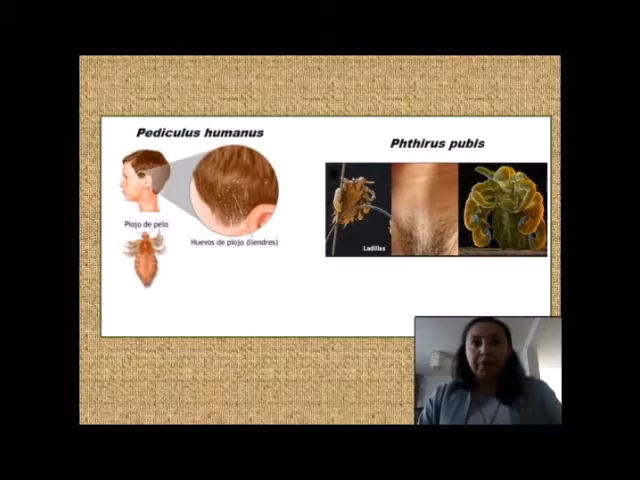 Pediculus humanus
Phthirus pubis
Piojo de pelo
Huevos de piojo (liendres)
Ladillas